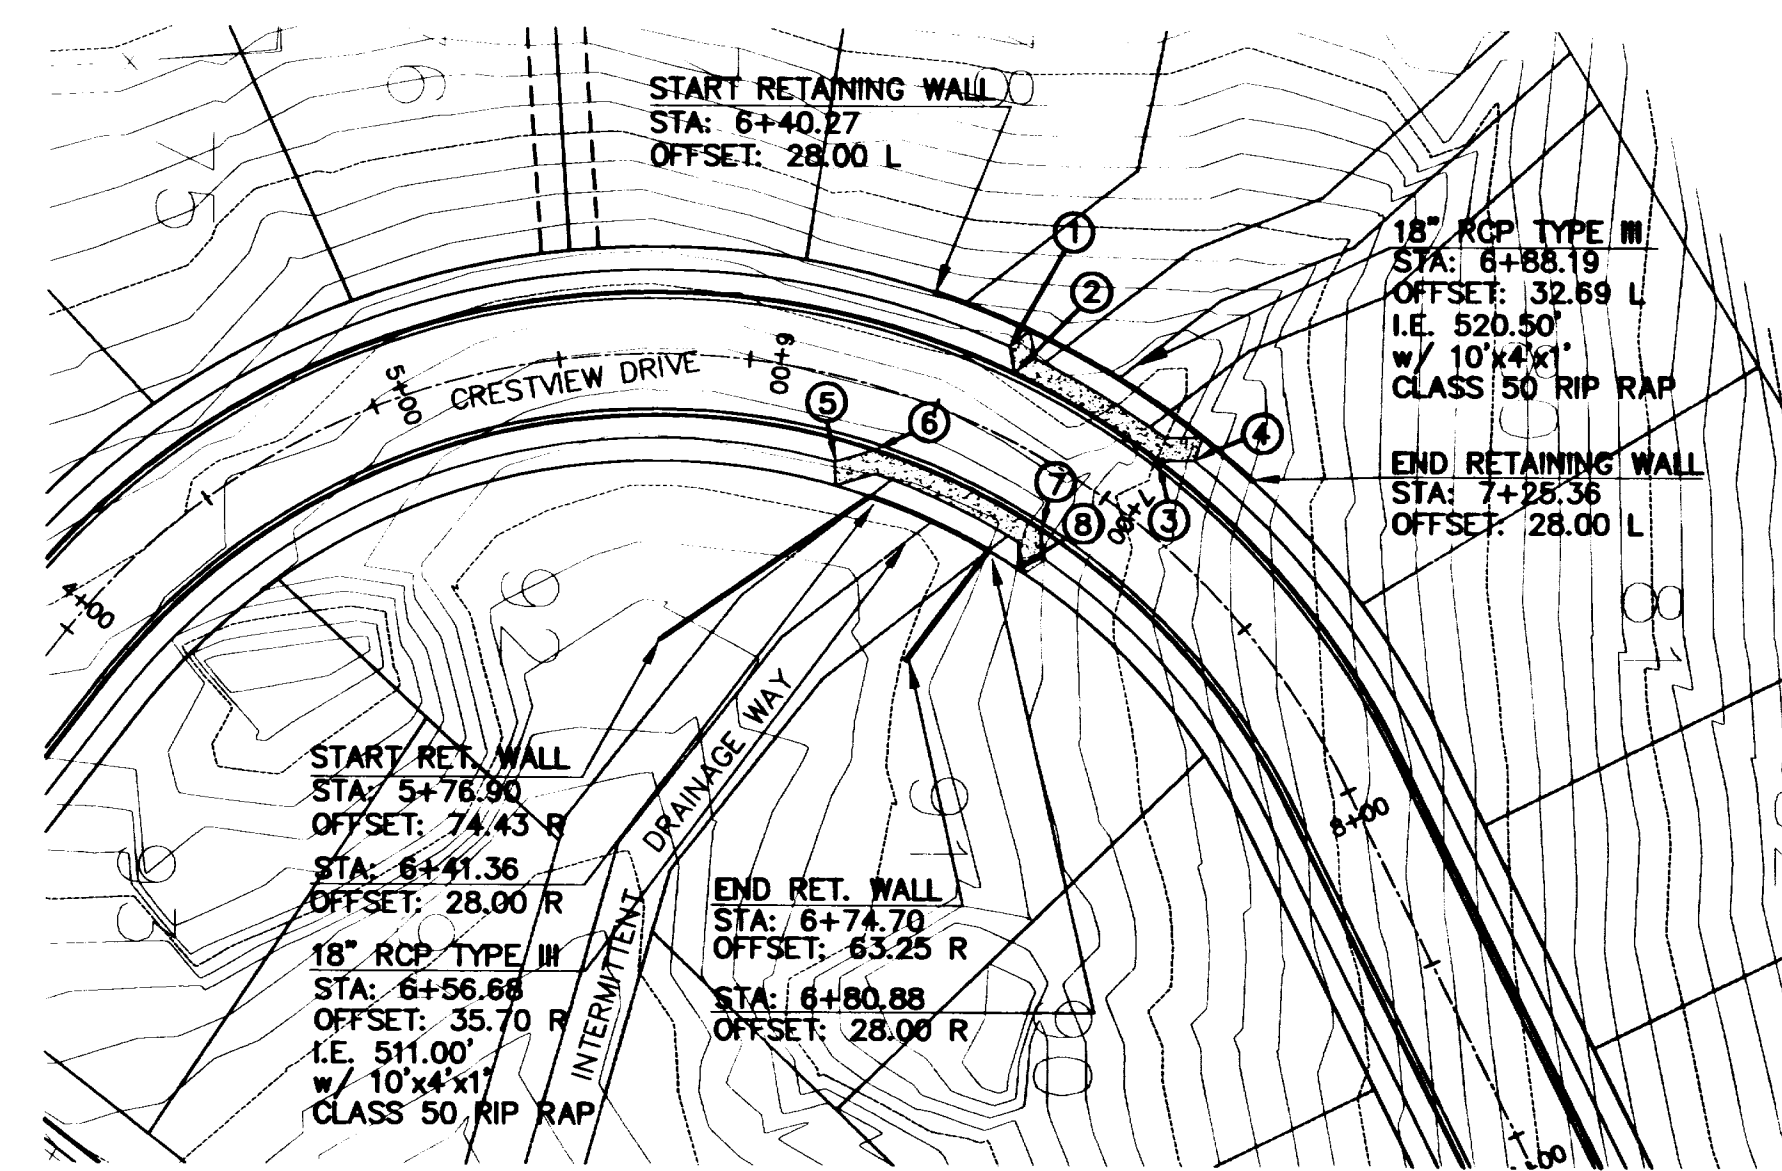 START RETAINING WALL
STA: 6+40.27
OFFSET: 28.00 L
1
2
18" RCP TYPE III
STA: 6+88.19
OFFSET: 32.69 L
I.E. 520.50'
w/ 10'x4'x1'
CLASS 50 RIP RAP
CRESTVIEW DRIVE
5+00
6+00
5
6
4
END RETAINING WALL
STA: 7+25.36
OFFSET: 28.00 L
7
8
7+00
3
4+00
8+00
START RET. WALL
STA: 5+76.90
OFFSET: 74.43 R
STA: 6+41.36
OFFSET: 28.00 R
18" RCP TYPE III
STA: 6+56.68
OFFSET: 35.70 R
I.E. 511.00'
w/ 10'x4'x1'
CLASS 50 RIP RAP
INTERMITTENT DRAINAGE WAY
END RET. WALL
STA: 6+74.70
OFFSET: 63.25 R
STA: 6+80.88
OFFSET: 28.00 R